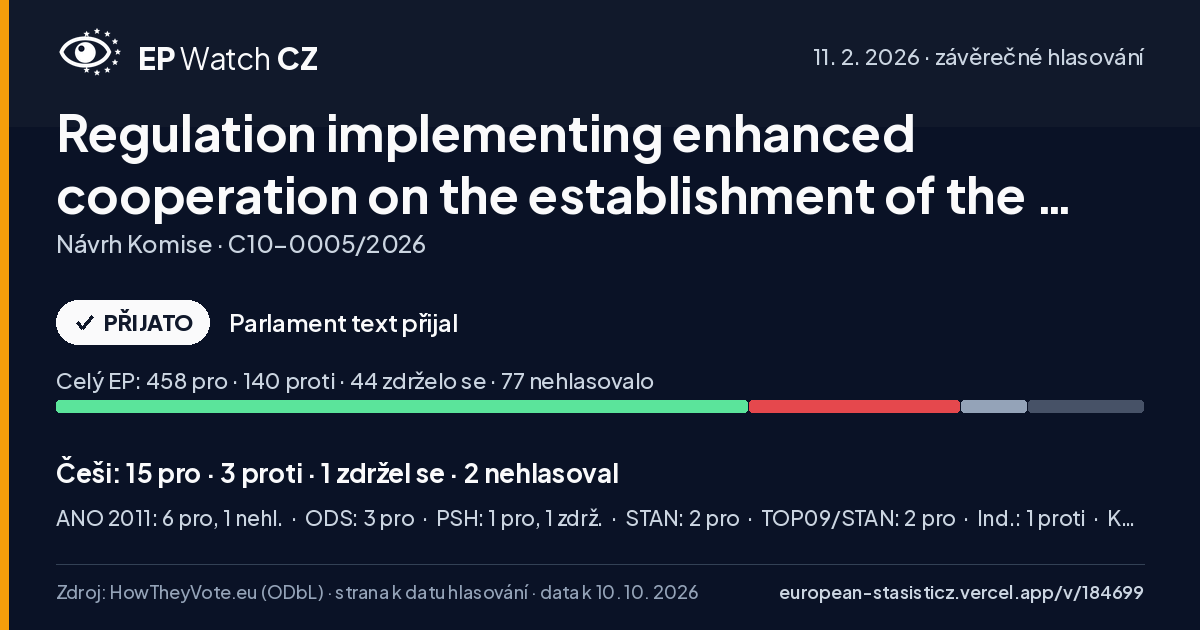 EP Watch CZ
11. 2. 2026 · závěrečné hlasování
Regulation implementing enhanced
cooperation on the establishment of the …
Návrh Komise · C10-0005/2026
✓ PŘIJATO
Parlament text přijal
Celý EP: 458 pro · 140 proti · 44 zdrželo se · 77 nehlasovalo
Češi: 15 pro · 3 proti · 1 zdržel se · 2 nehlasoval
ANO 2011: 6 pro, 1 nehl. · ODS: 3 pro · PSH: 1 pro, 1 zdrž. · STAN: 2 pro · TOP09/STAN: 2 pro · Ind.: 1 proti · K…
Zdroj: HowTheyVote.eu (ODbL) · strana k datu hlasování · data k 10. 10. 2026
european-stasisticz.vercel.app/v/184699